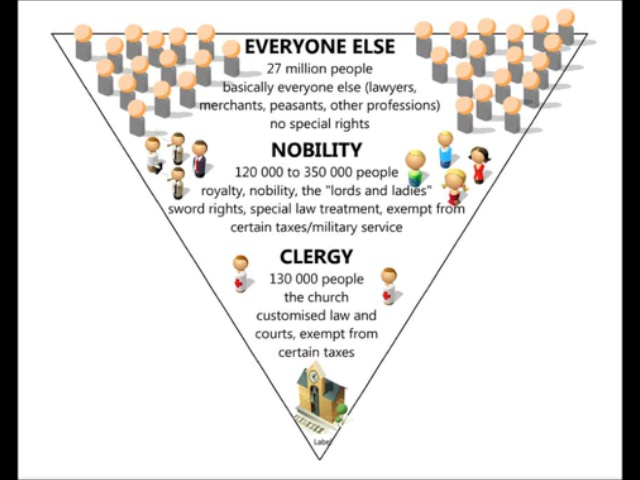 EVERYONE ELSE
27 million people
basically everyone else (lawyers,
merchants, peasants, other professions)
no special rights
NOBILITY
120 000 to 350 000 people
royalty, nobility, the "lords and ladies"
sword rights, special law treatment, exempt from
certain taxes/military service
CLERGY
130 000 people
the church
customised law and
courts, exempt from
certain taxes
Label